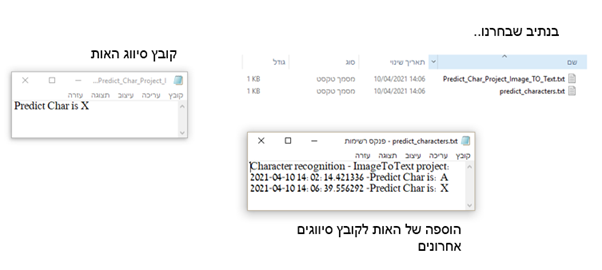 בנתיב שבחרנו..
קובץ סיווג האות
שם תאריך שינוי סוג גודל
Predict_Char_Project_Image_TO_Text.txt 10/04/2021 14:06 מסמך טקסט 1 KB
predict_characters.txt 10/04/2021 14:06 מסמך טקסט 1 KB
...Predict_Char_Project_I
קובץ עריכה עיצוב תצוגה עזרה
Predict Char is X
predict_characters.txt - פנקס רשימות
קובץ עריכה עיצוב תצוגה עזרה
Character recognition - ImageToText project:
2021-04-10 14:02:14.421336 -Predict Char is: A
2021-04-10 14:06:39.556292 -Predict Char is: X
הוספה של האות לקובץ סיווגים
אחרונים